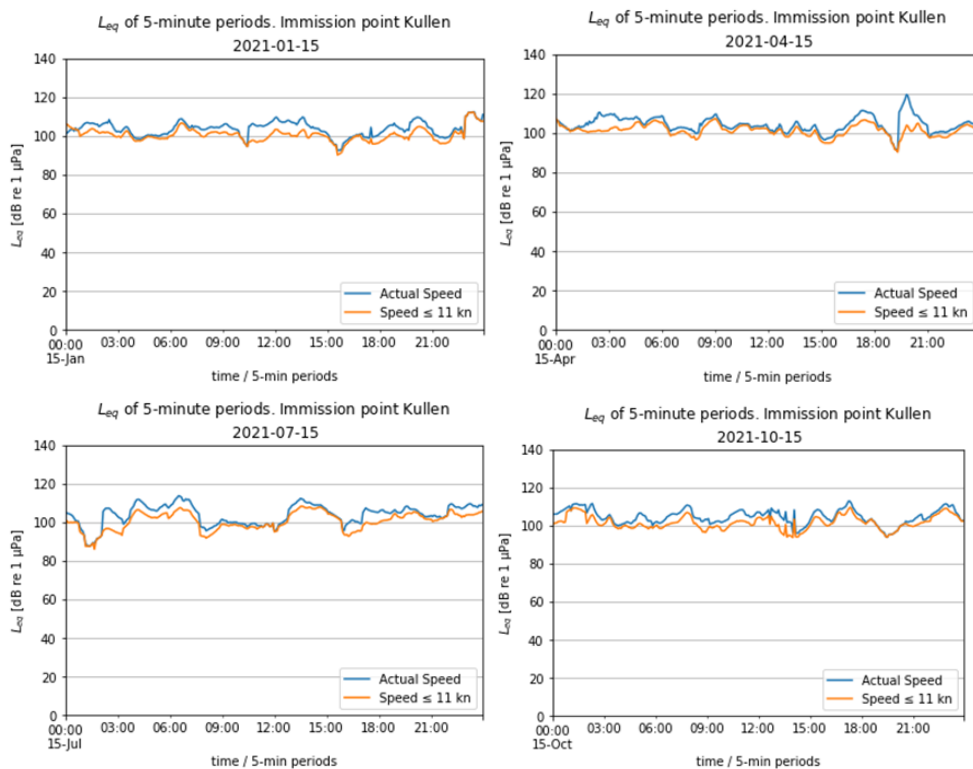 L_eq of 5-minute periods. Immission point Kullen
2021-01-15
140
120
100
80
60
40
20
0
L_eq [dB re 1 µPa]
Actual Speed
Speed ≤ 11 kn
00:00 03:00 06:00 09:00 12:00 15:00 18:00 21:00
15-Jan
time / 5-min periods
L_eq of 5-minute periods. Immission point Kullen
2021-04-15
140
120
100
80
60
40
20
0
L_eq [dB re 1 µPa]
Actual Speed
Speed ≤ 11 kn
00:00 03:00 06:00 09:00 12:00 15:00 18:00 21:00
15-Apr
time / 5-min periods
L_eq of 5-minute periods. Immission point Kullen
2021-07-15
140
120
100
80
60
40
20
0
L_eq [dB re 1 µPa]
Actual Speed
Speed ≤ 11 kn
00:00 03:00 06:00 09:00 12:00 15:00 18:00 21:00
15-Jul
time / 5-min periods
L_eq of 5-minute periods. Immission point Kullen
2021-10-15
140
120
100
80
60
40
20
0
L_eq [dB re 1 µPa]
Actual Speed
Speed ≤ 11 kn
00:00 03:00 06:00 09:00 12:00 15:00 18:00 21:00
15-Oct
time / 5-min periods